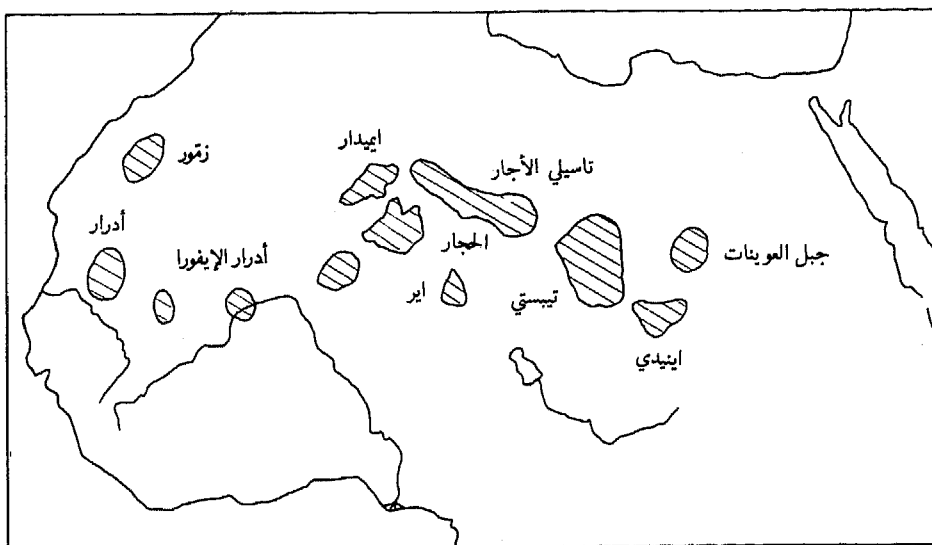 زمّور
ايميدار
تاسيلي الأجار
أدرار
الحجار
أدرار الإيفورا
جبل العوينات
اير
تيبستي
اينيدي